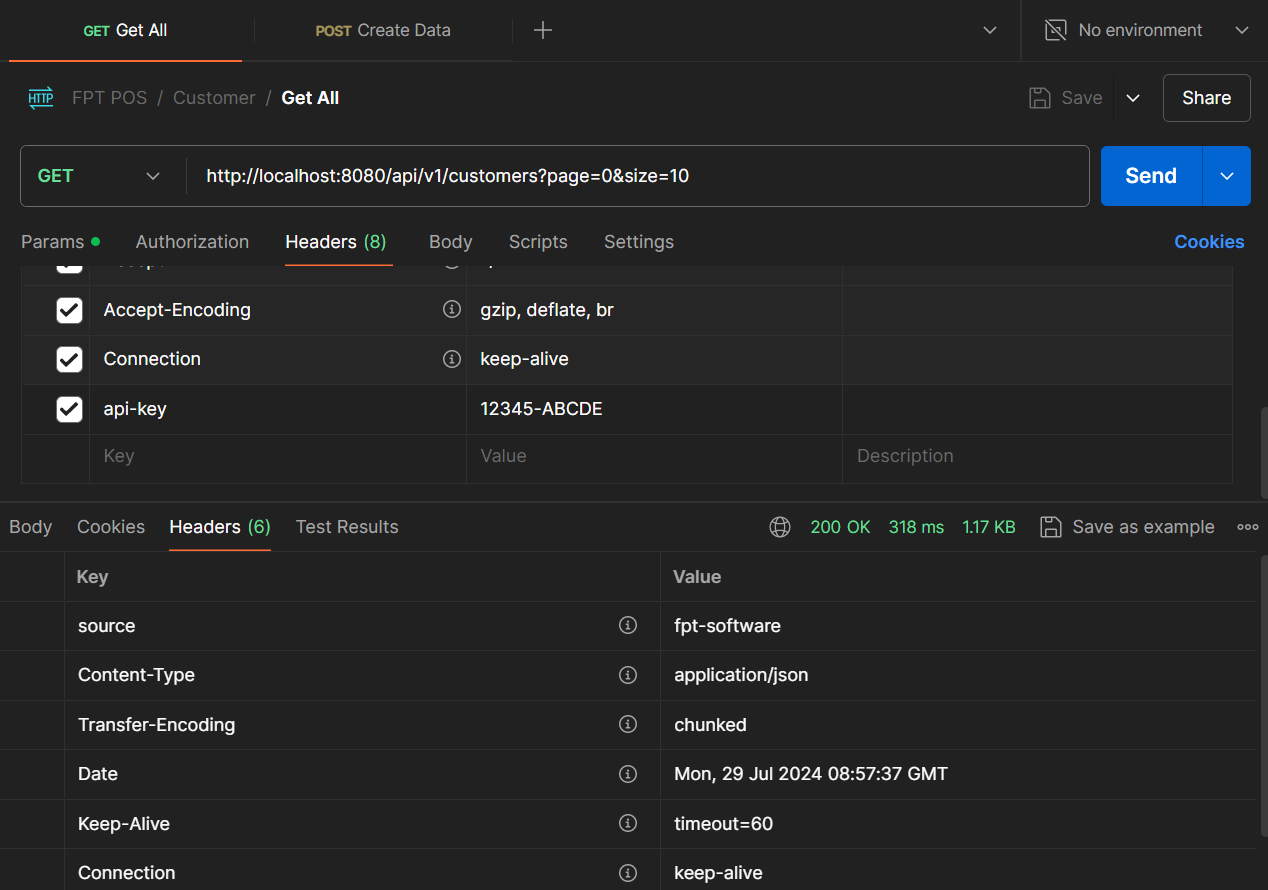 GET Get All POST Create Data No environment
HTTP FPT POS / Customer / Get All Save Share
GET http://localhost:8080/api/v1/customers?page=0&size=10 Send
Params Authorization Headers (8) Body Scripts Settings Cookies
Accept-Encoding gzip, deflate, br
Connection keep-alive
api-key 12345-ABCDE
Key Value Description
Body Cookies Headers (6) Test Results 200 OK 318 ms 1.17 KB Save as example
Key Value
source fpt-software
Content-Type application/json
Transfer-Encoding chunked
Date Mon, 29 Jul 2024 08:57:37 GMT
Keep-Alive timeout=60
Connection keep-alive